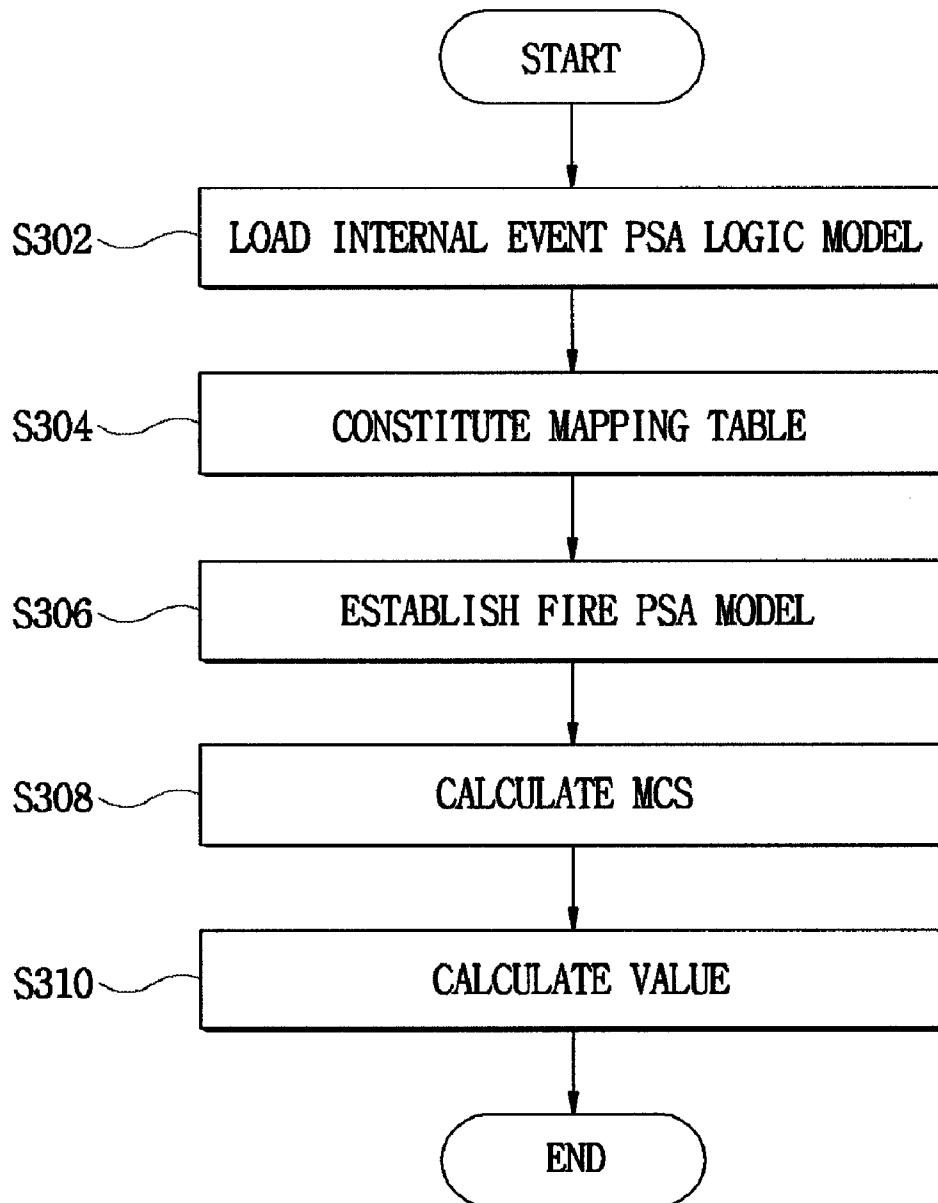 START
S302
LOAD INTERNAL EVENT PSA LOGIC MODEL
S304
CONSTITUTE MAPPING TABLE
S306
ESTABLISH FIRE PSA MODEL
S308
CALCULATE MCS
S310
CALCULATE VALUE
END